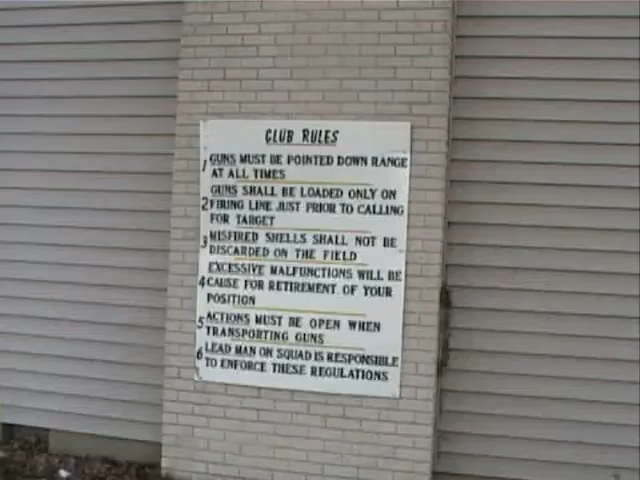 CLUB RULES
1 GUNS MUST BE POINTED DOWN RANGE
AT ALL TIMES
GUNS SHALL BE LOADED ONLY ON
2 FIRING LINE JUST PRIOR TO CALLING
FOR TARGET
3 MISFIRED SHELLS SHALL NOT BE
DISCARDED ON THE FIELD
EXCESSIVE MALFUNCTIONS WILL BE
4 CAUSE FOR RETIREMENT OF YOUR
POSITION
5 ACTIONS MUST BE OPEN WHEN
TRANSPORTING GUNS
6 LEAD MAN ON SQUAD IS RESPONSIBLE
TO ENFORCE THESE REGULATIONS